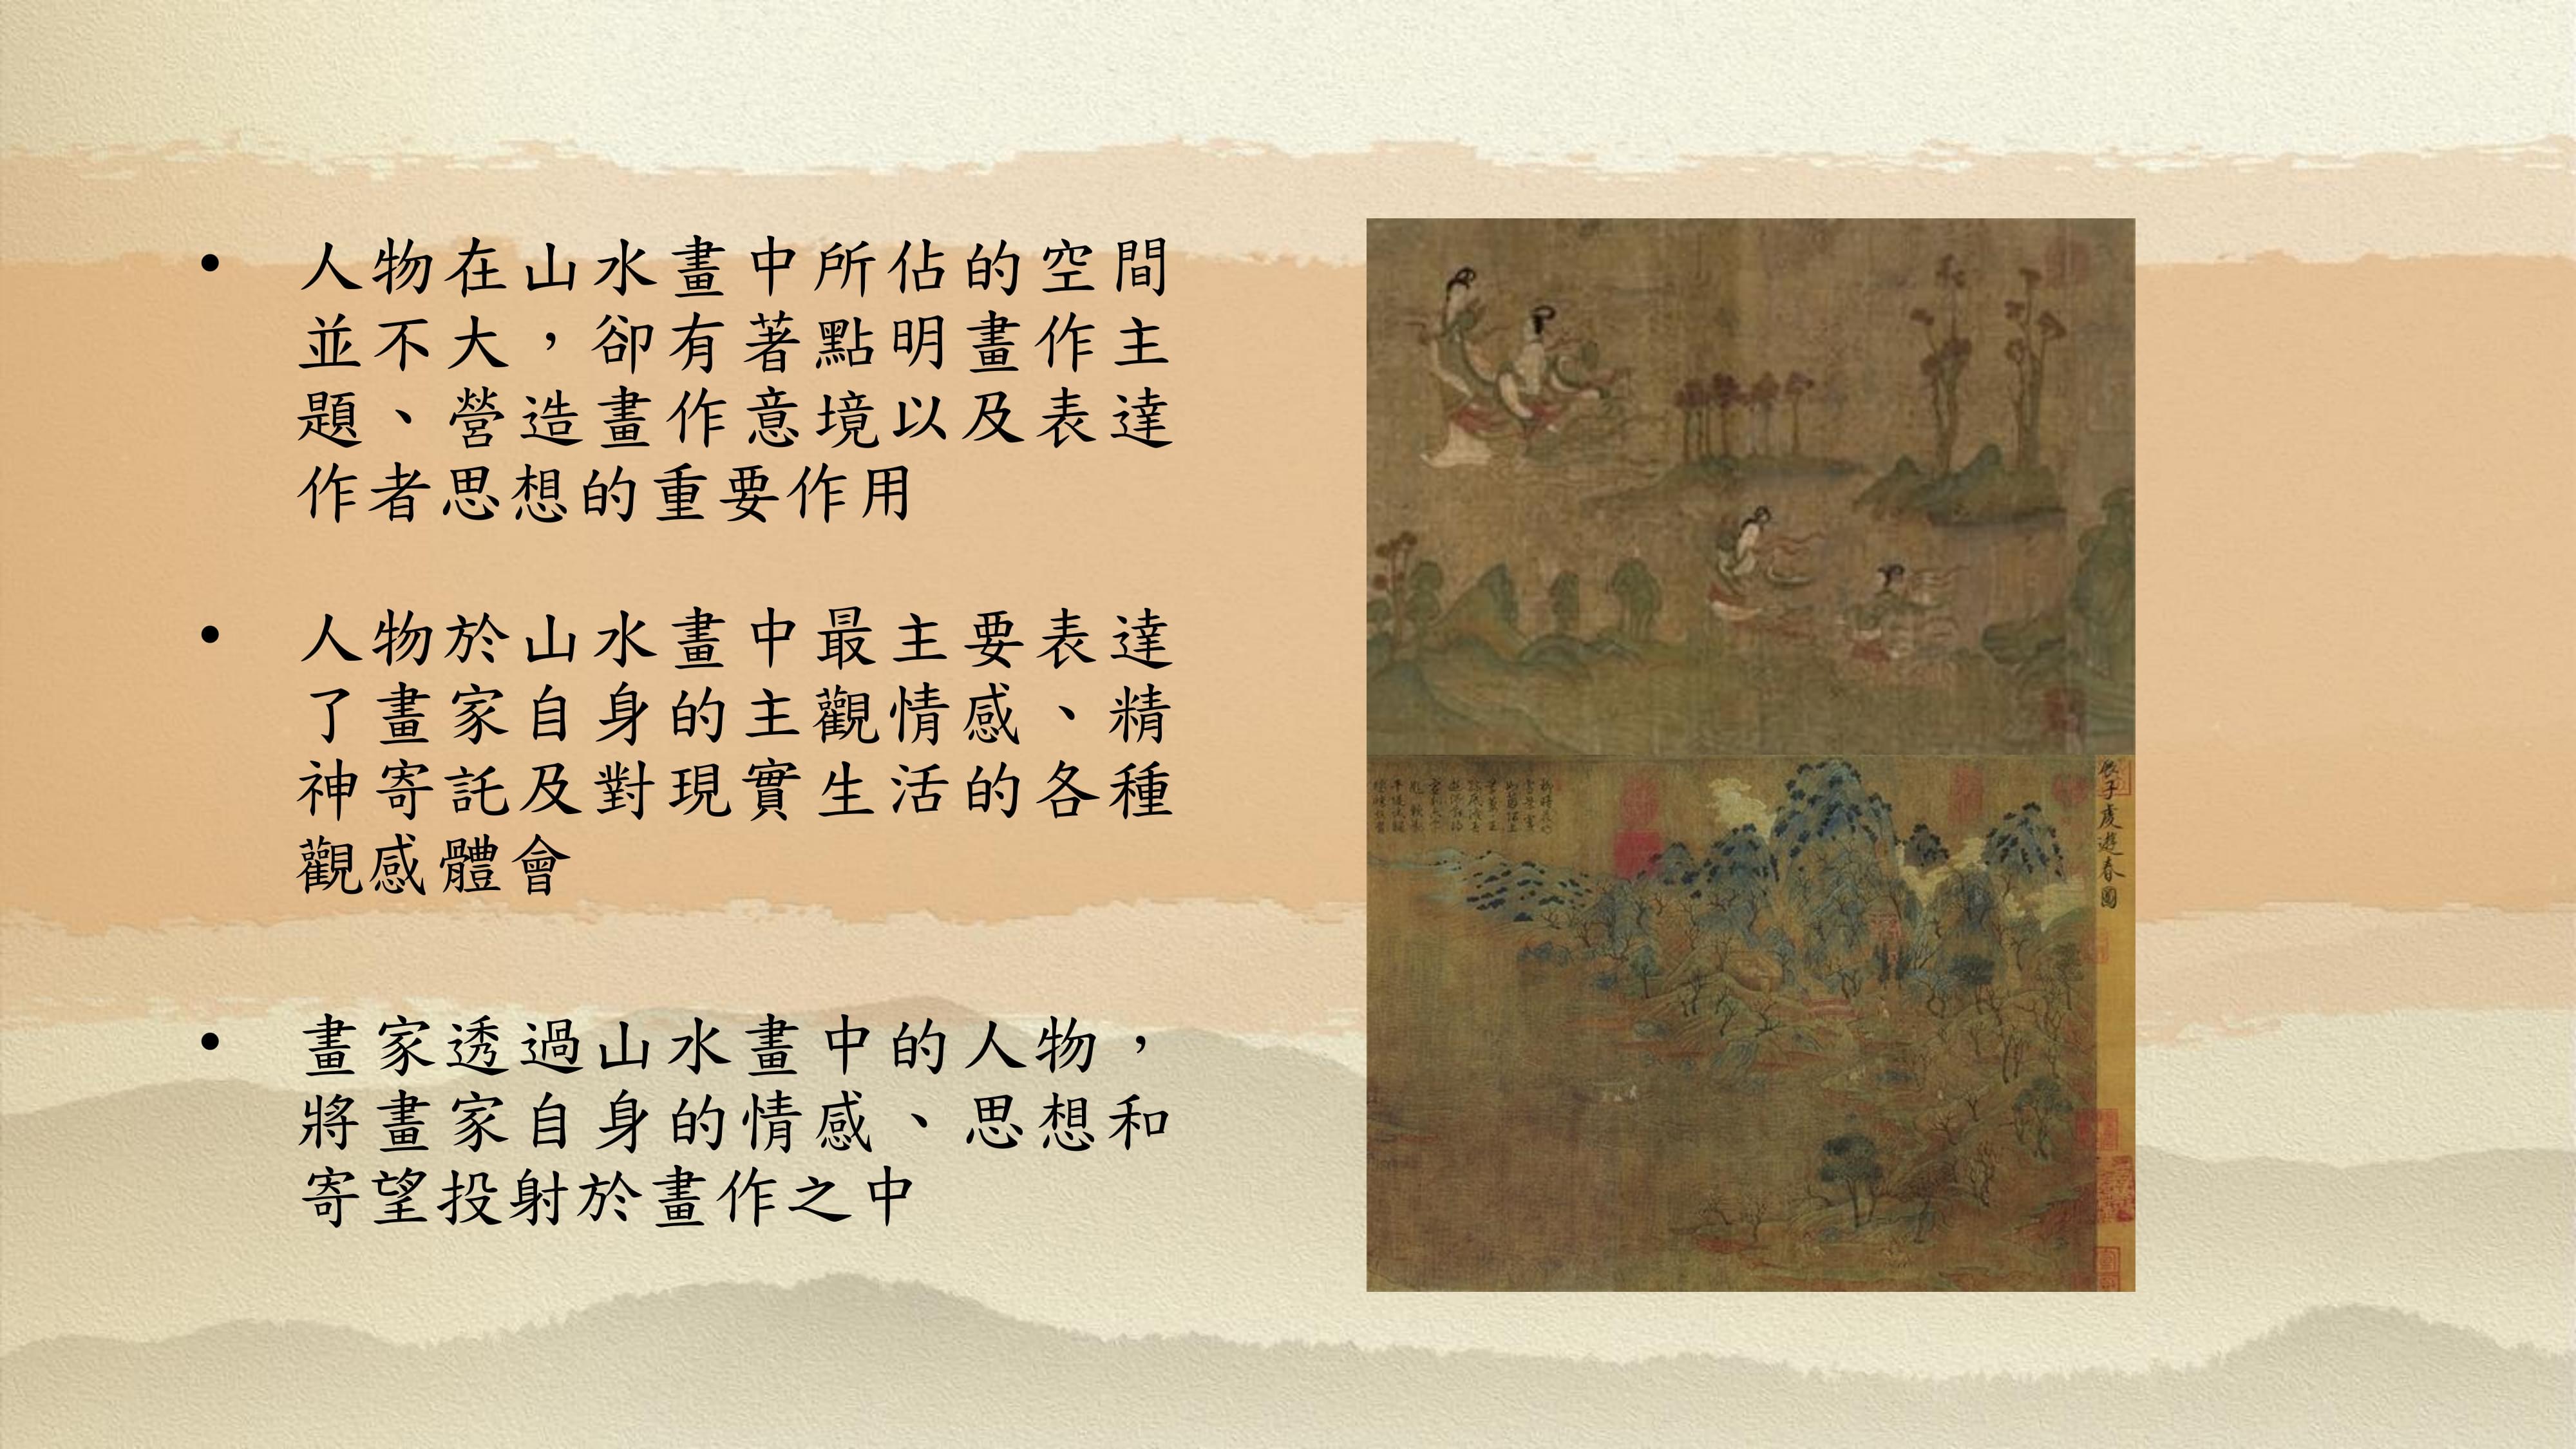 • 人物在山水畫中所佔的空間
並不大，卻有著點明畫作主
題、營造畫作意境以及表達
作者思想的重要作用
• 人物於山水畫中最主要表達
了畫家自身的主觀情感、精
神寄託及對現實生活的各種
觀感體會
• 畫家透過山水畫中的人物，
將畫家自身的情感、思想和
寄望投射於畫作之中
展子虔遊春圖